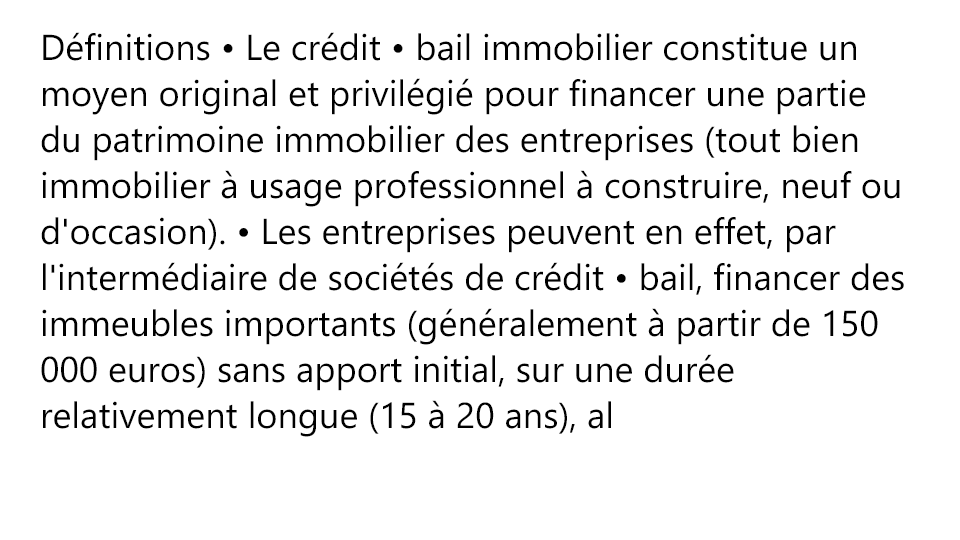 Définitions • Le crédit • bail immobilier constitue un
moyen original et privilégié pour financer une partie
du patrimoine immobilier des entreprises (tout bien
immobilier à usage professionnel à construire, neuf ou
d'occasion). • Les entreprises peuvent en effet, par
l'intermédiaire de sociétés de crédit • bail, financer des
immeubles importants (généralement à partir de 150
000 euros) sans apport initial, sur une durée
relativement longue (15 à 20 ans), al